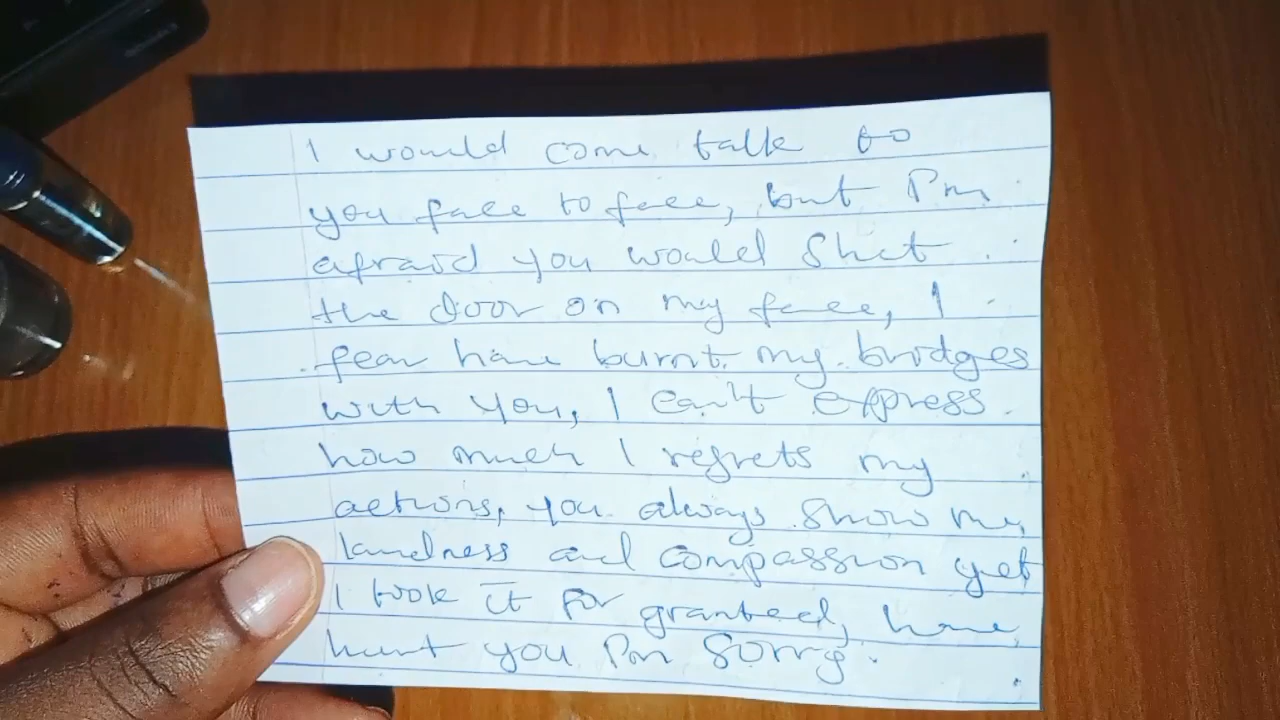 I would come talk to
you face to face, but I'm
afraid you would shut
the door on my face, I
fear have burnt my bridges
with you, I can't express
how much I regrets my
actions, you always show me
kindness and compassion yet
I took it for granted, have
hurt you I'm sorry.